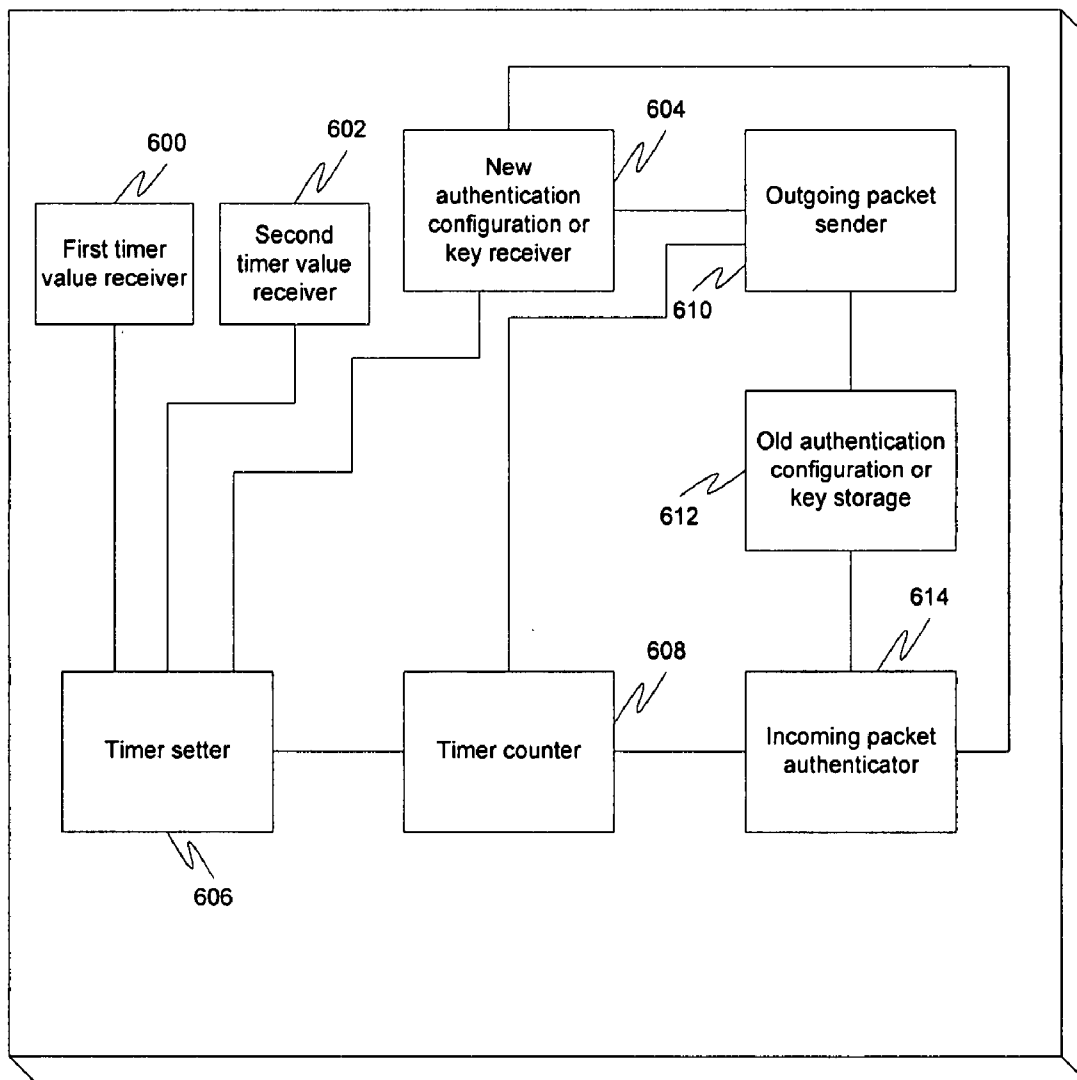 600
First timer
value receiver
602
Second
timer value
receiver
604
New
authentication
configuration or
key receiver
Outgoing packet
sender
610
Old authentication
configuration or
key storage
612
614
Timer setter
606
608
Timer counter
Incoming packet
authenticator